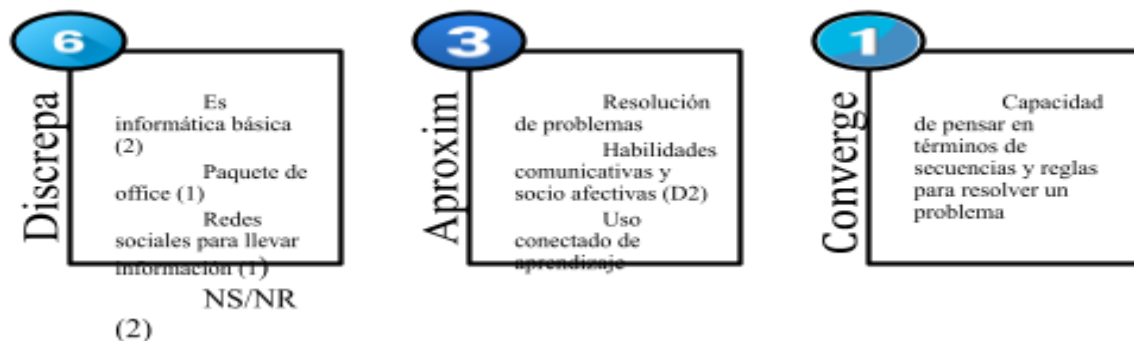 6
Discrepa
Es
informática básica
(2)
Paquete de
office (1)
Redes
sociales para llevar
información (1)
NS/NR
(2)
3
Aproxim
Resolución
de problemas
Habilidades
comunicativas y
socio afectivas (D2)
Uso
conectado de
aprendizaje
1
Converge
Capacidad
de pensar en
términos de
secuencias y reglas
para resolver un
problema